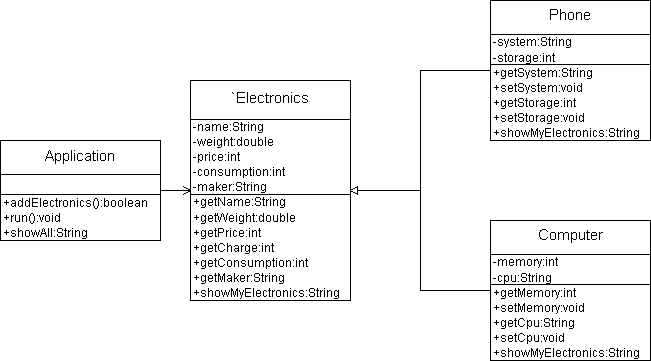 Application
+addElectronics():boolean
+run():void
+showAll:String
`Electronics
-name:String
-weight:double
-price:int
-consumption:int
-maker:String
+getName:String
+getWeight:double
+getPrice:int
+getCharge:int
+getConsumption:int
+getMaker:String
+showMyElectronics:String
Phone
-system:String
-storage:int
+getSystem:String
+setSystem:void
+getStorage:int
+setStorage:void
+showMyElectronics:String
Computer
-memory:int
-cpu:String
+getMemory:int
+setMemory:void
+getCpu:String
+setCpu:void
+showMyElectronics:String